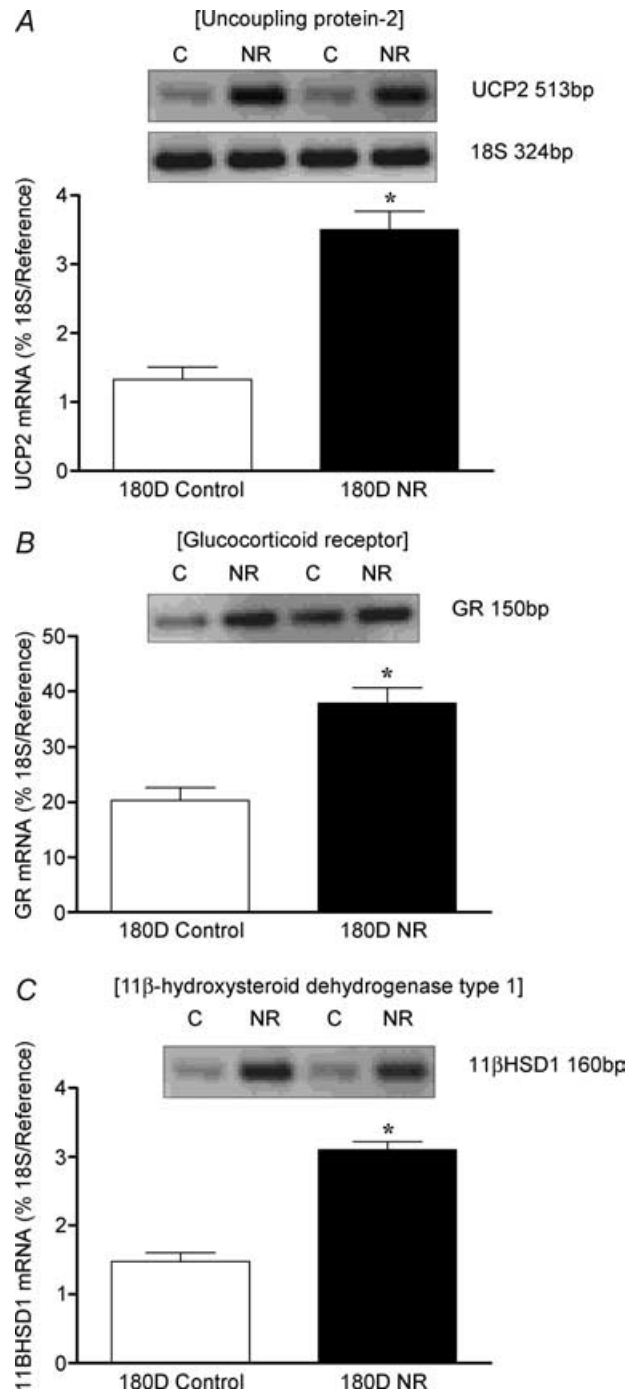 A
[Uncoupling protein-2]
C NR C NR
UCP2 513bp
18S 324bp
UCP2 mRNA (% 18S/Reference)
4
3
2
1
0
*
180D Control 180D NR
B
[Glucocorticoid receptor]
C NR C NR
GR 150bp
GR mRNA (% 18S/Reference)
50
40
30
20
10
0
*
180D Control 180D NR
C
[11β-hydroxysteroid dehydrogenase type 1]
C NR C NR
11βHSD1 160bp
11BHSD1 mRNA (% 18S/Reference)
4
3
2
1
0
*
180D Control 180D NR